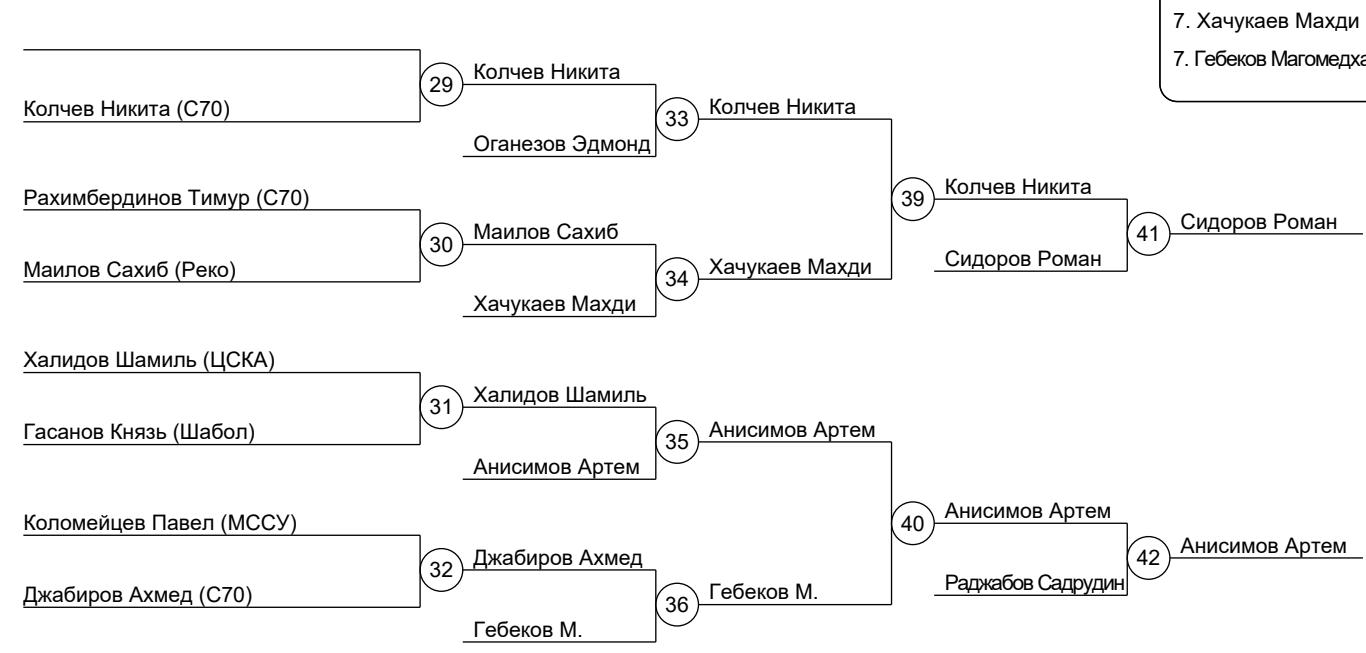 7. Хачукаев Махди
7. Гебеков
Колчев Никита (С70)
29
Колчев Никита
Оганезов Эдмонд
33
Колчев Никита
Рахимбердинов Тимур (С70)
Маилов Сахиб (Реко)
30
Маилов Сахиб
Хачукаев Махди
34
Хачукаев Махди
39
Колчев Никита
Сидоров Роман
41
Сидоров Роман
Халидов Шамиль (ЦСКА)
Гасанов Князь (Шабол)
31
Халидов Шамиль
Анисимов Артем
35
Анисимов Артем
Коломейцев Павел (МССУ)
Джабиров Ахмед (С70)
32
Джабиров Ахмед
Гебеков М.
36
Гебеков М.
40
Анисимов Артем
Раджабов Садрудин
42
Анисимов Артем